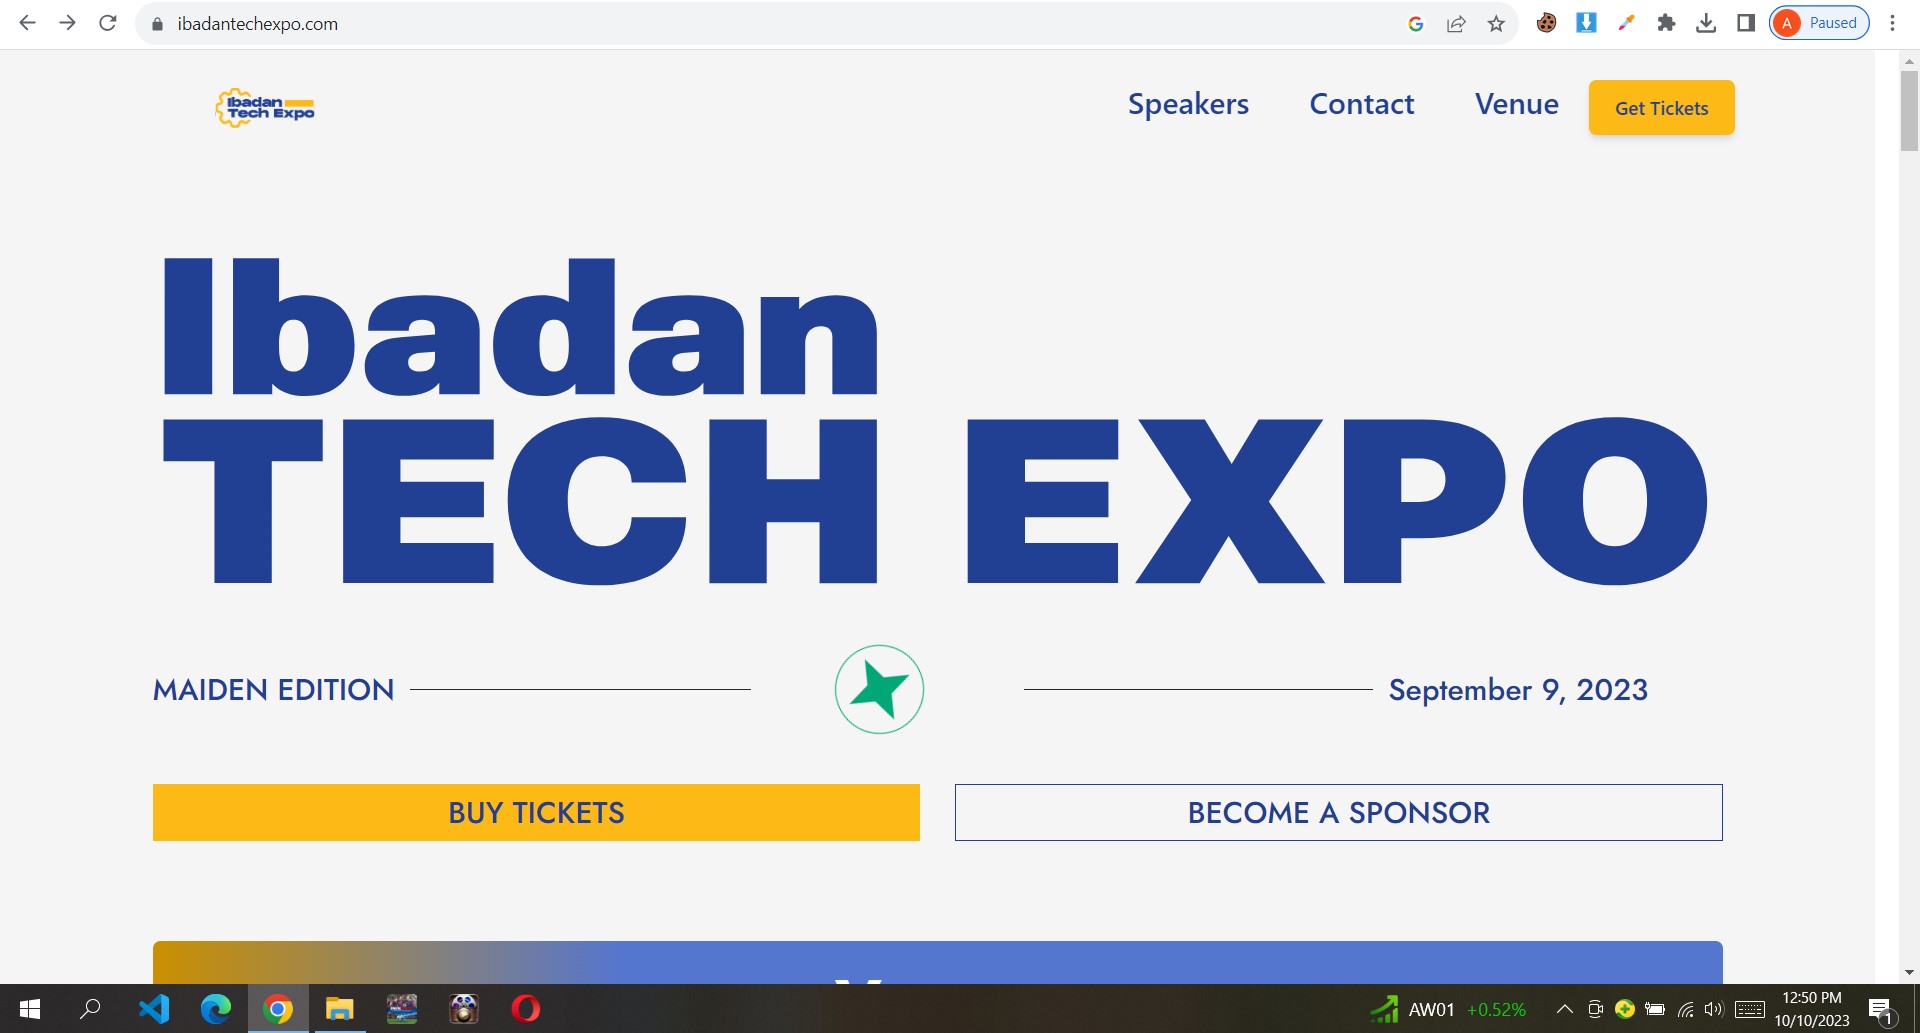 ibadantechexpo.com
A Paused
Ibadan
Tech Expo
Speakers Contact Venue Get Tickets
Ibadan
TECH EXPO
MAIDEN EDITION
September 9, 2023
BUY TICKETS
BECOME A SPONSOR
AW01 +0.52%
12:50 PM
10/10/2023
1